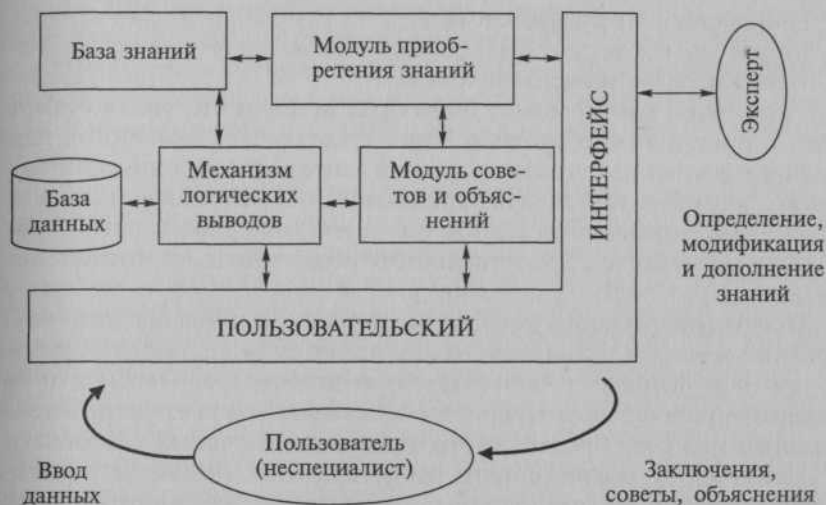 База знаний
Модуль приоб-
ретения знаний
ИНТЕРФЕЙС
Эксперт
База
данных
Механизм
логических
выводов
Модуль сове-
тов и объяс-
нений
Определение,
модификация
и дополнение
знаний
ПОЛЬЗОВАТЕЛЬСКИЙ
Пользователь
(неспециалист)
Ввод
данных
Заключения,
советы, объяснения